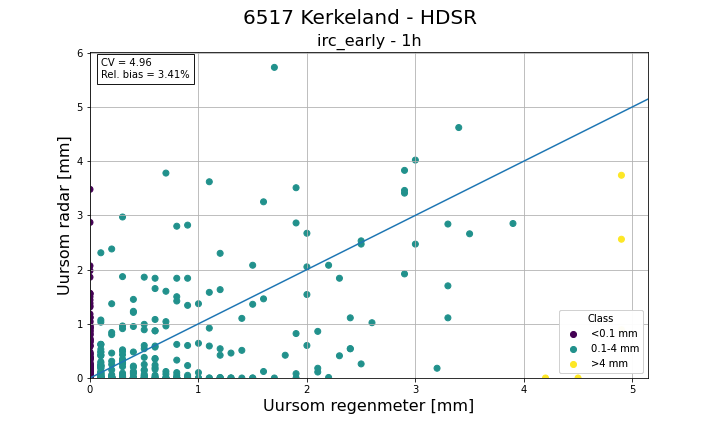 6517 Kerkeland - HDSR
irc_early - 1h
CV = 4.96
Rel. bias = 3.41%
Uursom radar [mm]
6
5
4
3
2
1
0
0
1
2
3
4
5
Uursom regenmeter [mm]
Class
<0.1 mm
0.1-4 mm
>4 mm